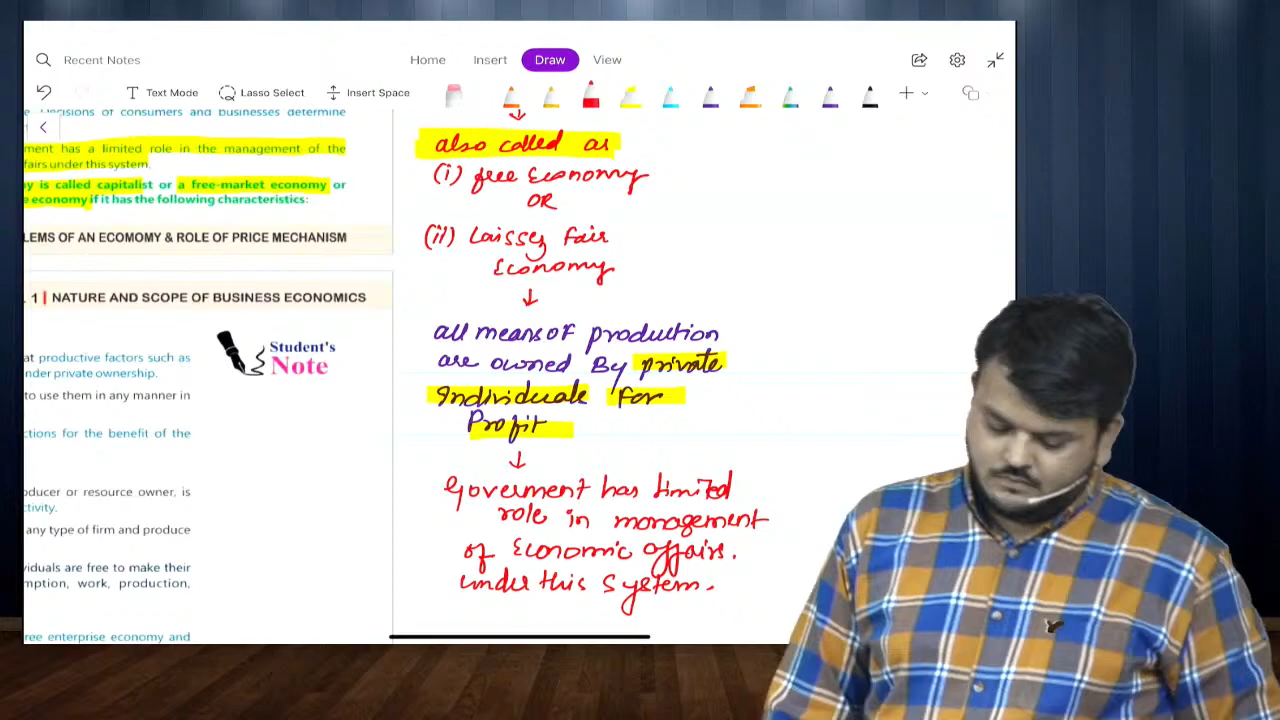 Recent Notes
Home Insert Draw View
Text Mode Lasso Select Insert Space
Decisions of consumers and businesses determine
ment has a limited role in the management of the
fairs under this system.
y is called capitalist or a free-market economy or
e economy if it has the following characteristics:
LEMS OF AN ECOMOMY & ROLE OF PRICE MECHANISM
. 1 | NATURE AND SCOPE OF BUSINESS ECONOMICS
Student's
Note
at productive factors such as
nder private ownership.
to use them in any manner in
ctions for the benefit of the
oducer or resource owner, is
ctivity.
any type of firm and produce
viduals are free to make their
mption, work, production,
ree enterprise economy and
also called as
(i) free Economy
OR
(ii) Laissez fair
Economy
all means of production
are owned By private
Individuals For
Profit
Goverment has limited
role in management
of Economic affairs.
under this system.